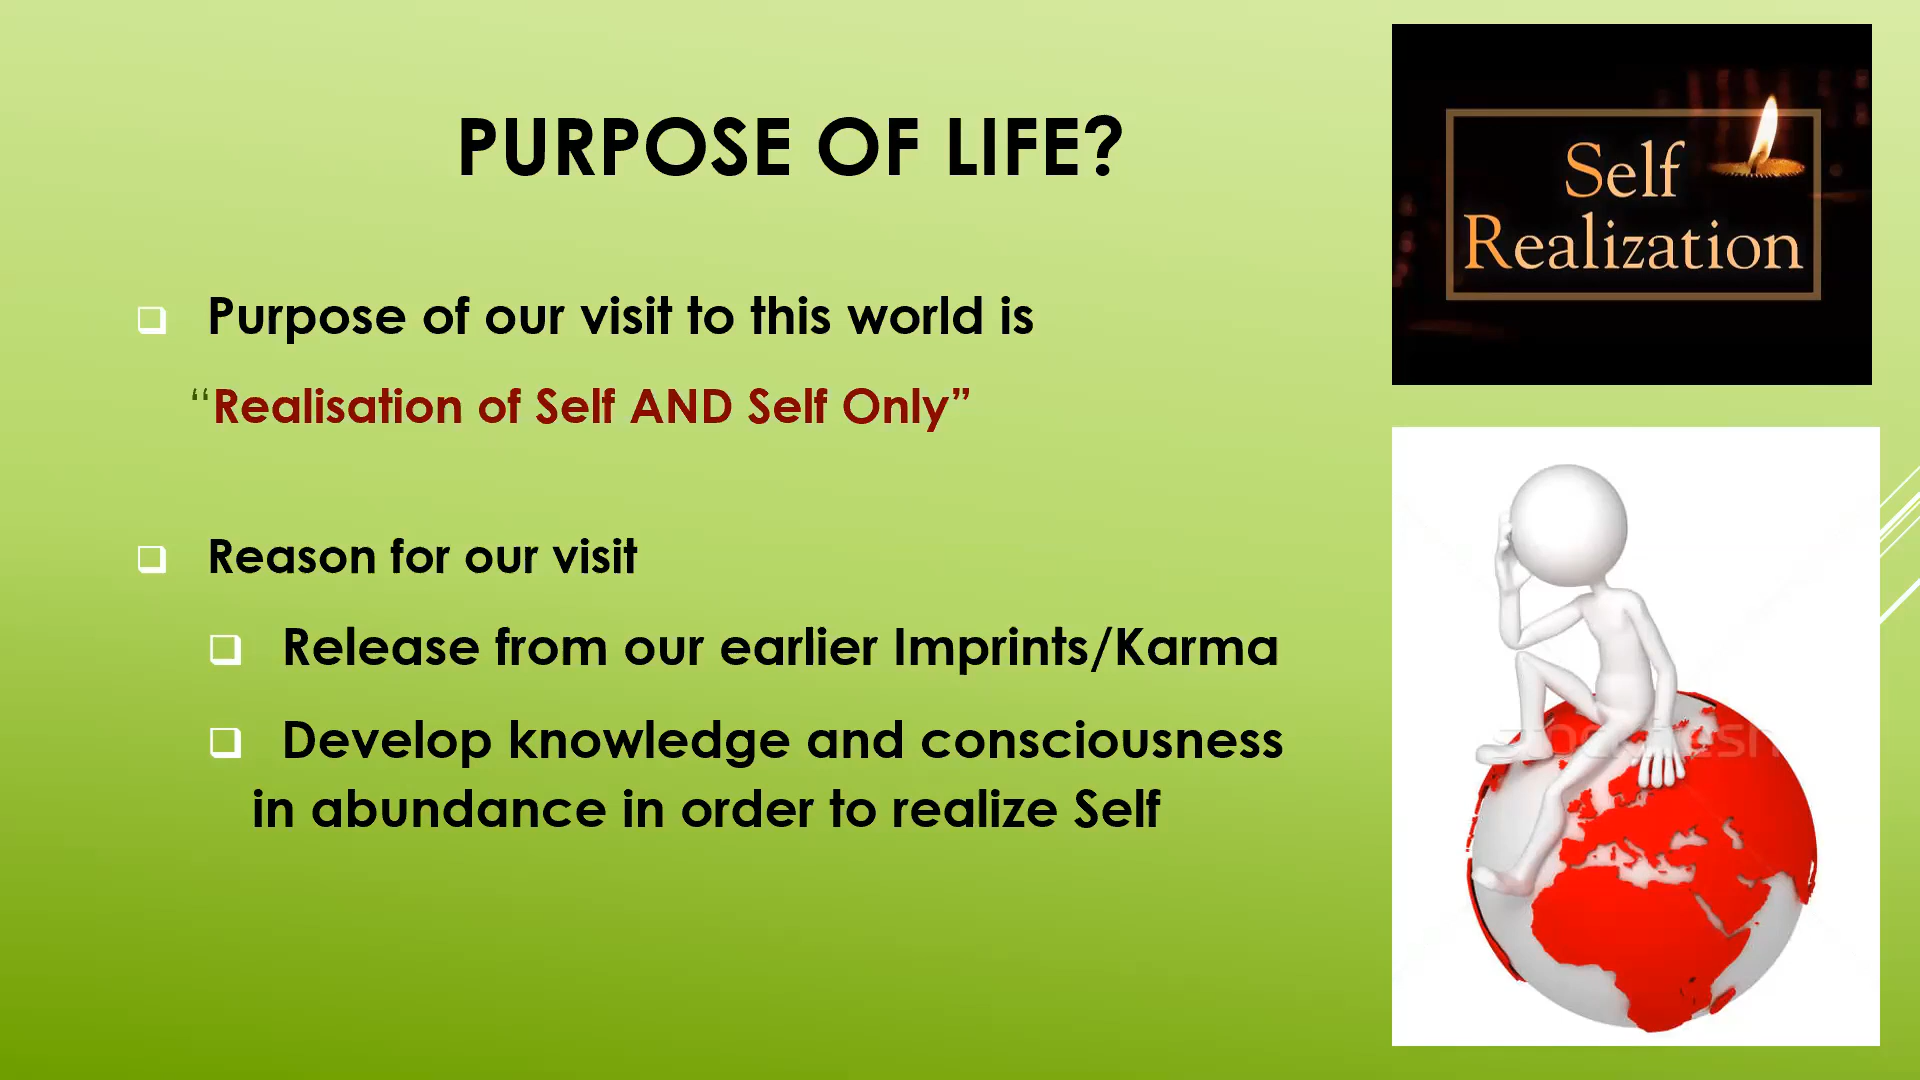 PURPOSE OF LIFE?
Purpose of our visit to this world is
“Realisation of Self AND Self Only”
Reason for our visit
Release from our earlier Imprints/Karma
Develop knowledge and consciousness
in abundance in order to realize Self
Self
Realization